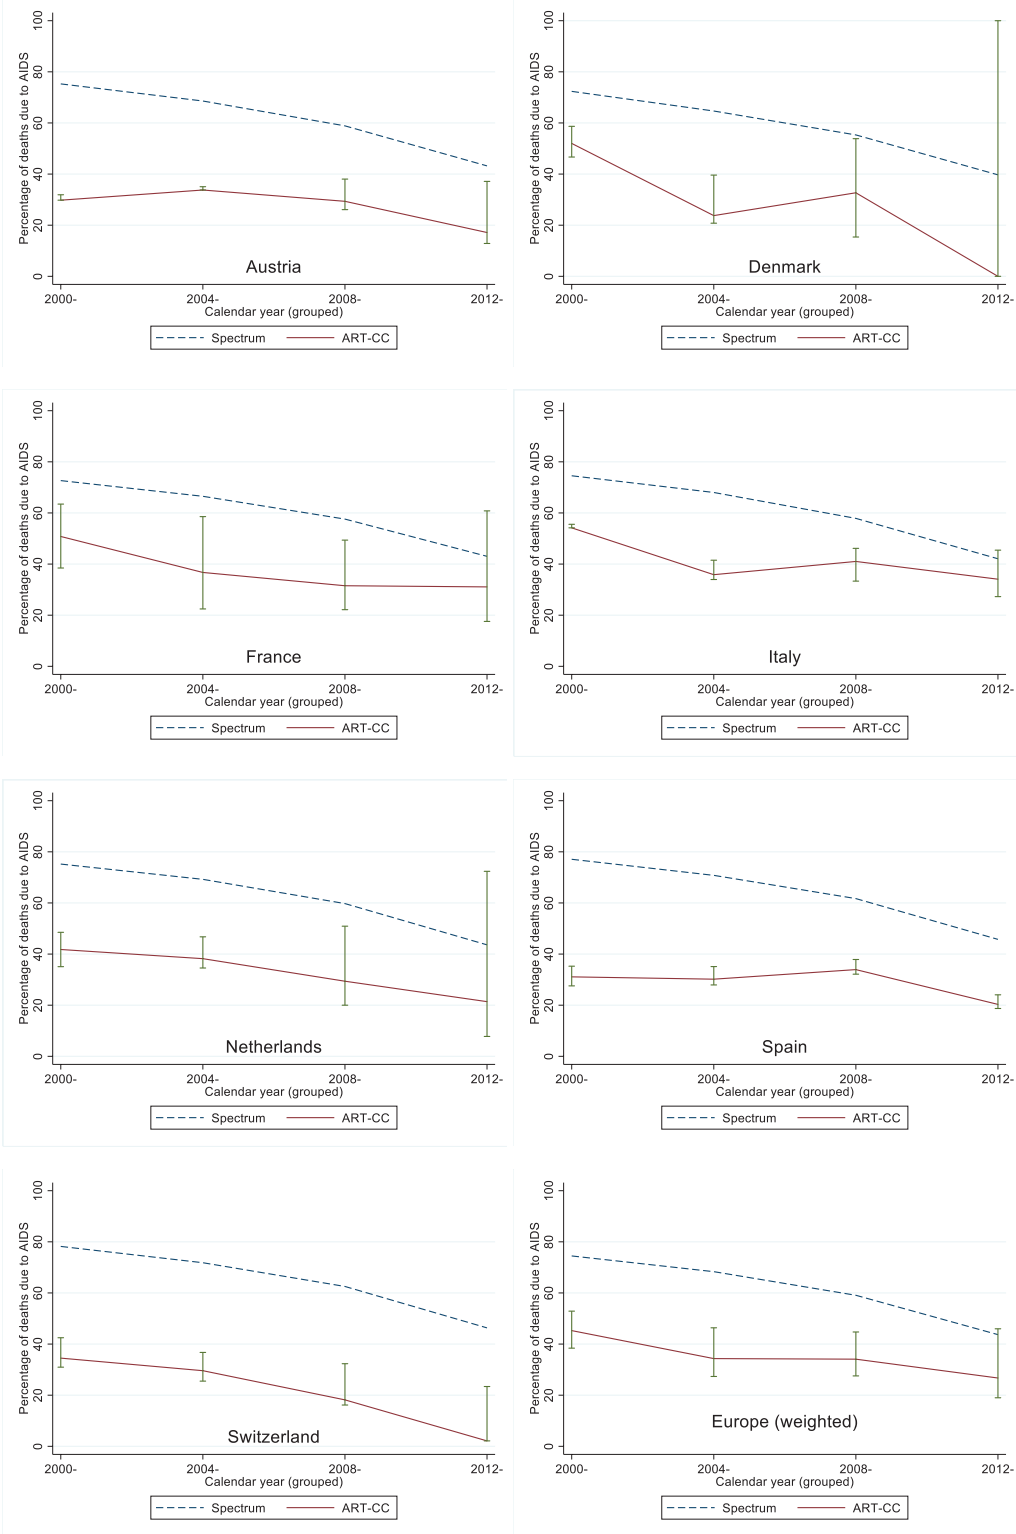 Percentage of deaths due to AIDS
100
80
60
40
20
0
Austria
2000-
2004-
2008-
2012-
Calendar year (grouped)
Spectrum
ART-CC
Percentage of deaths due to AIDS
100
80
60
40
20
0
Denmark
2000-
2004-
2008-
2012-
Calendar year (grouped)
Spectrum
ART-CC
Percentage of deaths due to AIDS
100
80
60
40
20
0
France
2000-
2004-
2008-
2012-
Calendar year (grouped)
Spectrum
ART-CC
Percentage of deaths due to AIDS
100
80
60
40
20
0
Italy
2000-
2004-
2008-
2012-
Calendar year (grouped)
Spectrum
ART-CC
Percentage of deaths due to AIDS
100
80
60
40
20
0
Netherlands
2000-
2004-
2008-
2012-
Calendar year (grouped)
Spectrum
ART-CC
Percentage of deaths due to AIDS
100
80
60
40
20
0
Spain
2000-
2004-
2008-
2012-
Calendar year (grouped)
Spectrum
ART-CC
Percentage of deaths due to AIDS
100
80
60
40
20
0
Switzerland
2000-
2004-
2008-
2012-
Calendar year (grouped)
Spectrum
ART-CC
Percentage of deaths due to AIDS
100
80
60
40
20
0
Europe (weighted)
2000-
2004-
2008-
2012-
Calendar year (grouped)
Spectrum
ART-CC